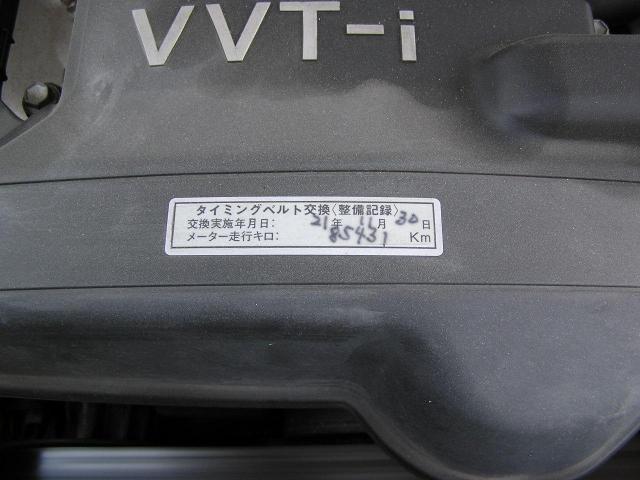 VVT-i
タイミングベルト交換〈整備記録〉
交換実施年月日: 21年 11月 30日
メーター走行キロ: 85431 Km